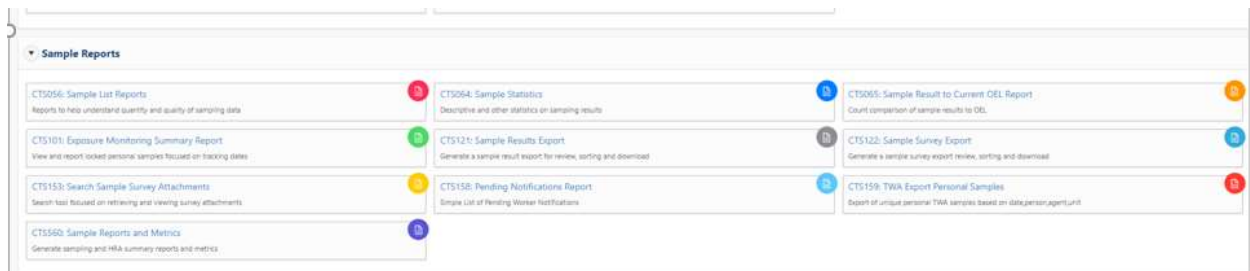 Sample Reports
CTS056: Sample List Reports
Reports to help understand quantity and quality of sampling data
CTS064: Sample Statistics
Descriptive and other statistics on sampling results
CTS065: Sample Result to Current OEL Report
Count comparison of sample results to OEL
CTS101: Exposure Monitoring Summary Report
View and report locked personal samples focused on tracking dates
CTS121: Sample Results Export
Generate a sample result export for review, sorting and download
CTS122: Sample Survey Export
Generate a sample survey export review, sorting and download
CTS153: Search Sample Survey Attachments
Search tool focused on retrieving and viewing survey attachments
CTS158: Pending Notifications Report
Simple List of Pending Worker Notifications
CTS159: TWA Export Personal Samples
Export of unique personal TWA samples based on date,person,agent,unit
CTS560: Sample Reports and Metrics
Generate sampling and HRA summary reports and metrics